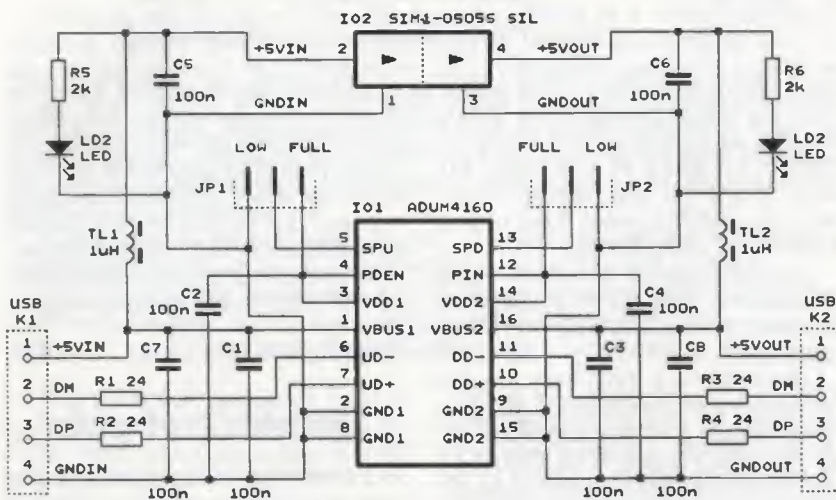 IO2 SIM1-0505S SIL
+5VIN 2 4 +5VOUT
R5 2k
C5 100n
C6 100n
R6 2k
GNDIN 1 3 GNDOUT
LD2 LED
LD2 LED
LOW FULL
FULL LOW
JP1
JP2
IO1 ADUM4160
TL1 1uH
TL2 1uH
5 SPU SPD 13
4 PDEN PIN 12
3 VDD1 VDD2 14
1 VBUS1 VBUS2 16
6 UD- DD- 11
7 UD+ DD+ 10
2 GND1 GND2 9
8 GND1 GND2 15
C2 100n
C4 100n
C7 100n
C1 100n
C3 100n
C8 100n
USB K1
1 +5VIN
2 DM R1 24
3 DP R2 24
4 GNDIN
USB K2
+5VOUT 1
R3 24 DM 2
R4 24 DP 3
GNDOUT 4